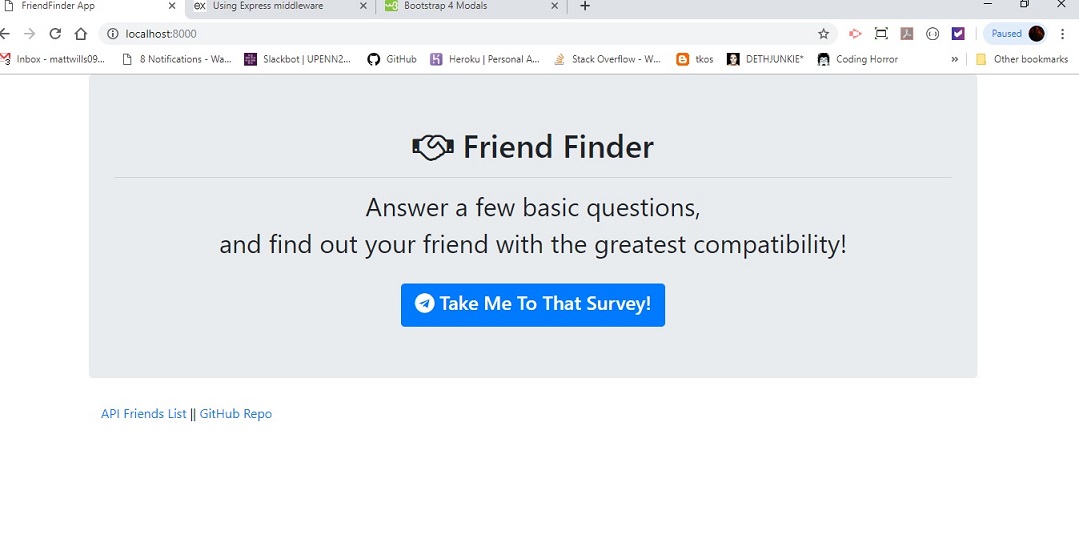 FriendFinder App
Using Express middleware
Bootstrap 4 Modals
localhost:8000
Paused
Inbox - mattwills09...
8 Notifications - Wa...
Slackbot | UPENN2...
GitHub
Heroku | Personal A...
Stack Overflow - W...
tkos
DETHJUNKIE*
Coding Horror
»
Other bookmarks
Friend Finder
Answer a few basic questions,
and find out your friend with the greatest compatibility!
Take Me To That Survey!
API Friends List || GitHub Repo